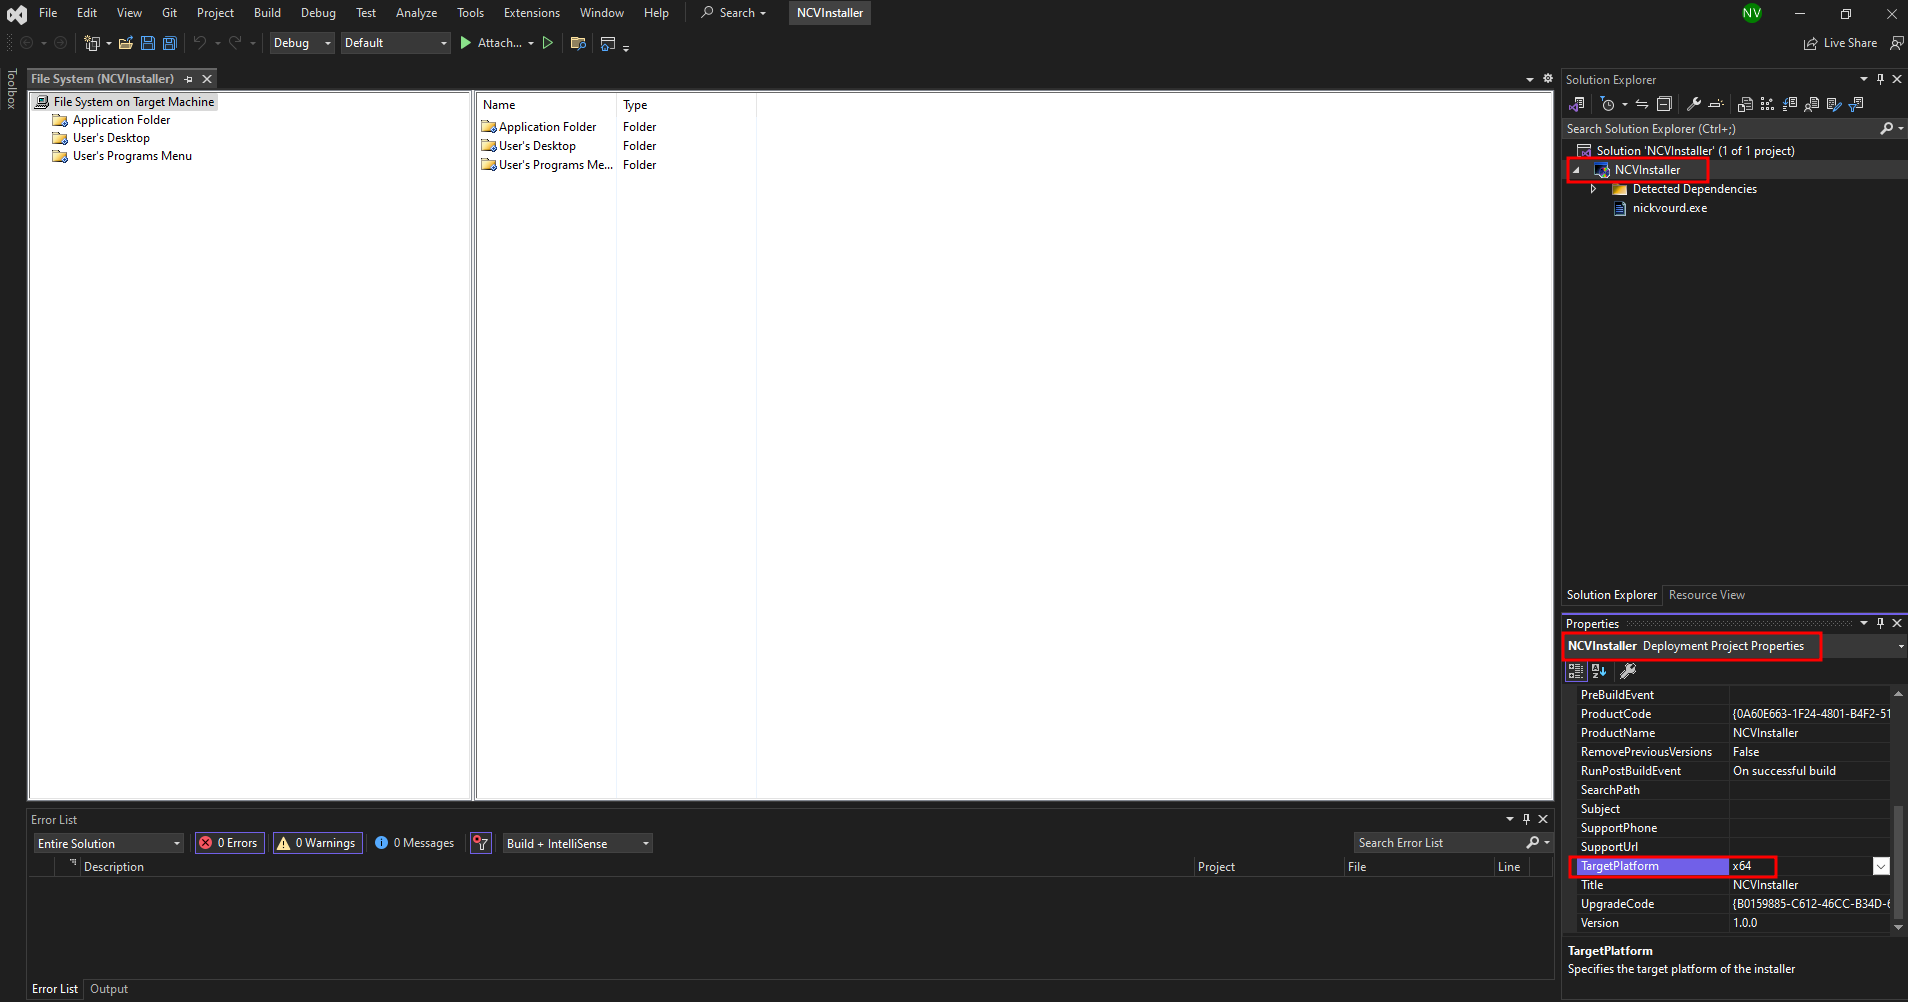 File Edit View Git Project Build Debug Test Analyze Tools Extensions Window Help Search NCVInstaller NV
Debug Default Attach... Live Share
Toolbox
File System (NCVInstaller)
File System on Target Machine
Application Folder
User's Desktop
User's Programs Menu
Name Type
Application Folder Folder
User's Desktop Folder
User's Programs Me... Folder
Solution Explorer
Search Solution Explorer (Ctrl+;)
Solution 'NCVInstaller' (1 of 1 project)
NCVInstaller
Detected Dependencies
nickvourd.exe
Solution Explorer Resource View
Properties
NCVInstaller Deployment Project Properties
PreBuildEvent
ProductCode {0A60E663-1F24-4801-B4F2-51
ProductName NCVInstaller
RemovePreviousVersions False
RunPostBuildEvent On successful build
SearchPath
Subject
SupportPhone
SupportUrl
TargetPlatform x64
Title NCVInstaller
UpgradeCode {B0159885-C612-46CC-B34D-6
Version 1.0.0
TargetPlatform
Specifies the target platform of the installer
Error List
Entire Solution 0 Errors 0 Warnings 0 Messages Build + IntelliSense Search Error List
Description Project File Line
Error List Output